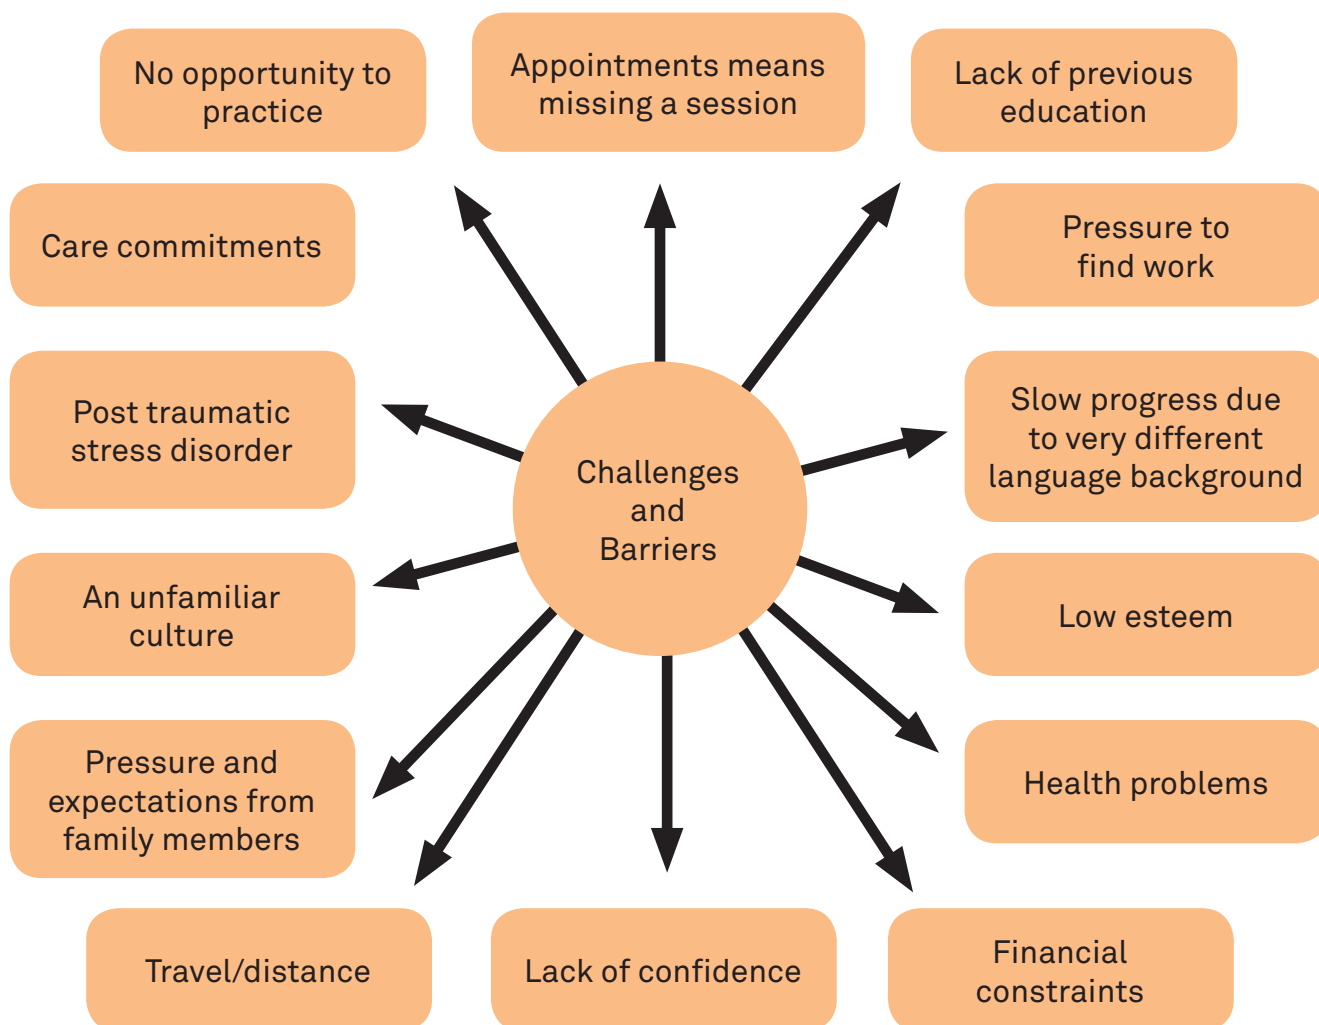 No opportunity to
practice
Appointments means
missing a session
Lack of previous
education
Care commitments
Pressure to
find work
Post traumatic
stress disorder
Slow progress due
to very different
language background
Challenges
and
Barriers
An unfamiliar
culture
Low esteem
Pressure and
expectations from
family members
Health problems
Travel/distance
Lack of confidence
Financial
constraints